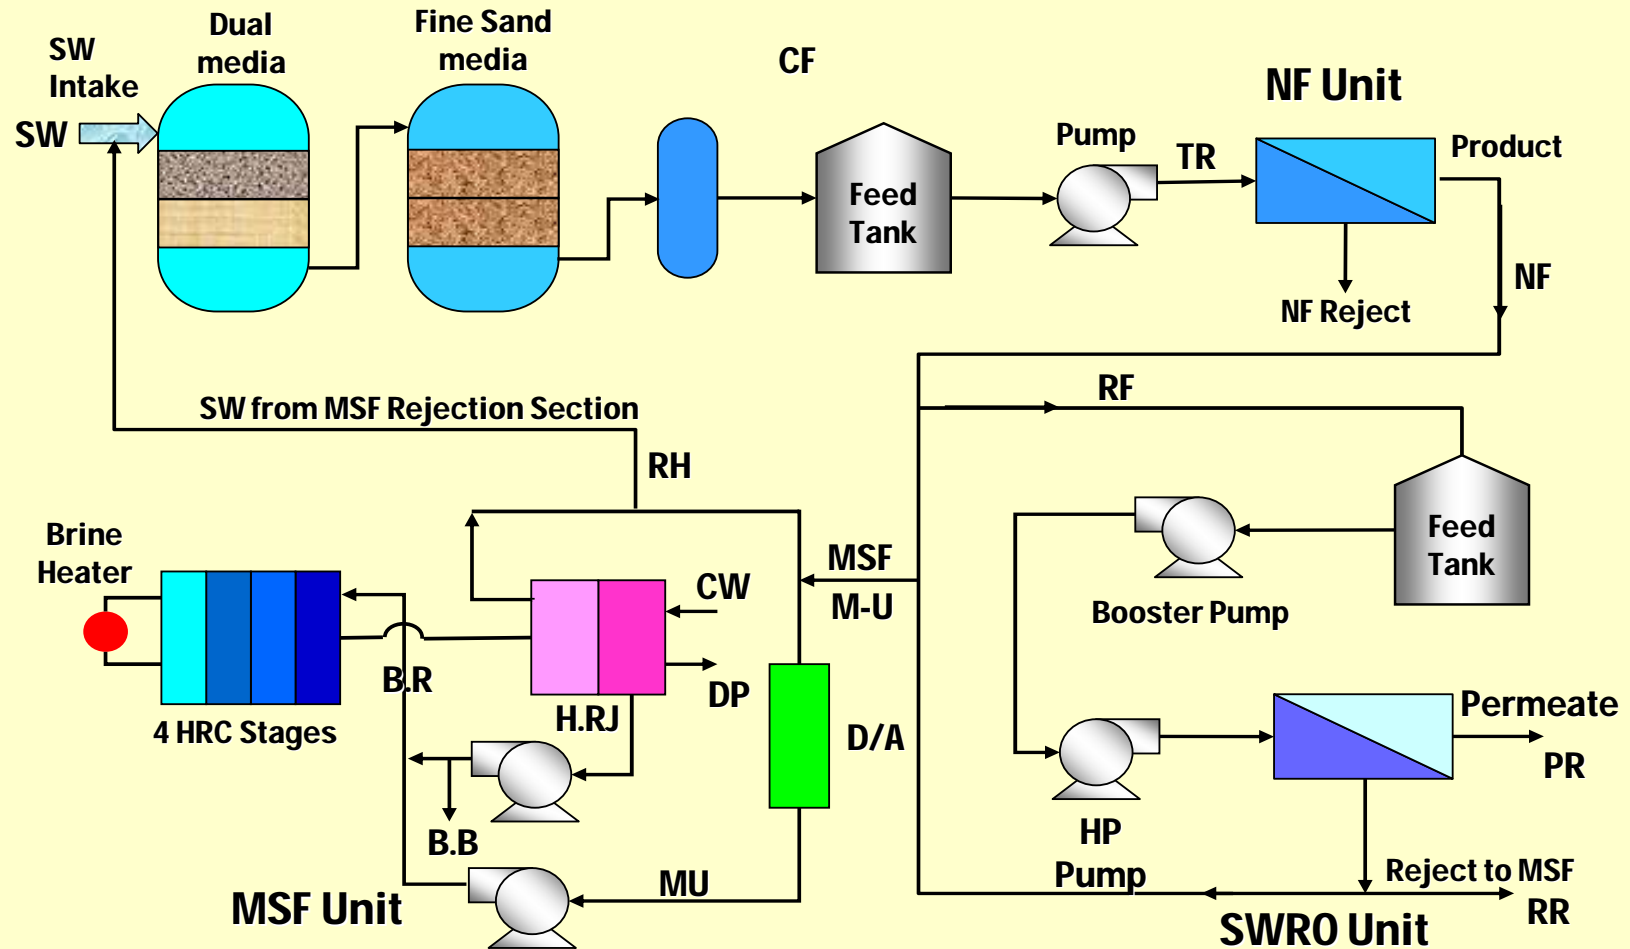 Dual
media
Fine Sand
media
SW
Intake
CF
NF Unit
SW
Pump
TR
Product
Feed
Tank
NF
NF Reject
RF
SW from MSF Rejection Section
RH
Brine
Heater
MSF
M-U
CW
Feed
Tank
Booster Pump
B.R
DP
H.RJ
4 HRC Stages
D/A
Permeate
PR
HP
Pump
B.B
MU
Reject to MSF
RR
MSF Unit
SWRO Unit